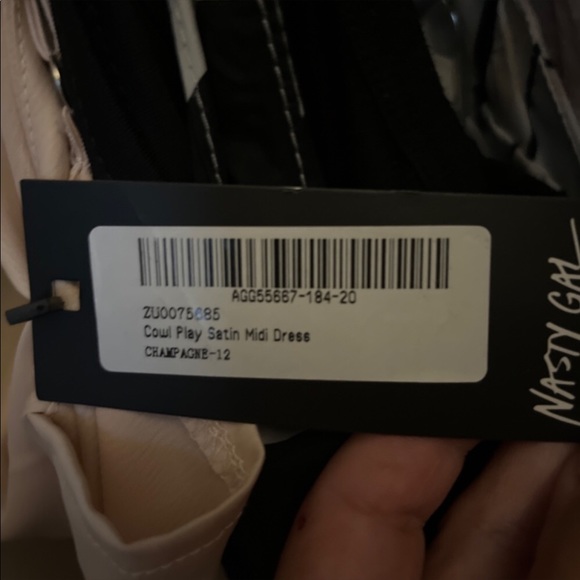 AGG55667-184-20
ZU0075685
Cowl Play Satin Midi Dress
CHAMPAGNE-12
NASTY GAL